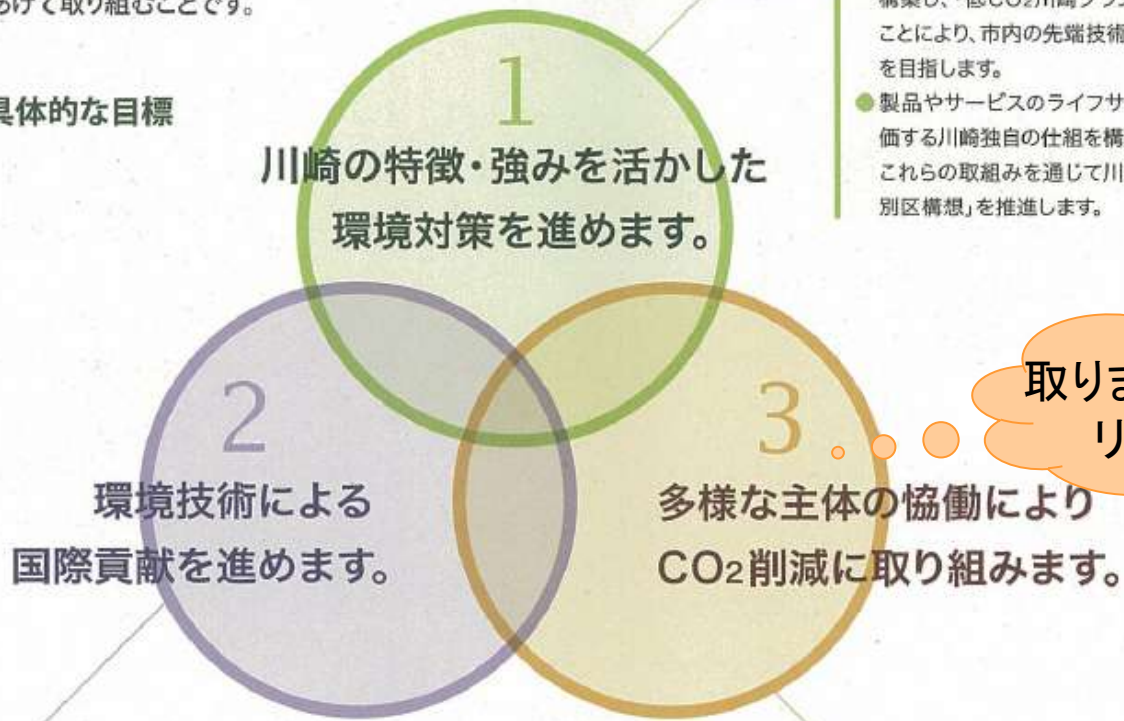 あげて取り組むことです。
具体的な目標
ことにより、市内の先端技術
を目指します。
●製品やサービスのライフサ
価する川崎独自の仕組を構
これらの取組みを通じて川
別区構想」を推進します。
1
川崎の特徴・強みを活かした
環境対策を進めます。
2
環境技術による
国際貢献を進めます。
3
多様な主体の協働により
CO2削減に取り組みます。
取りま
リ